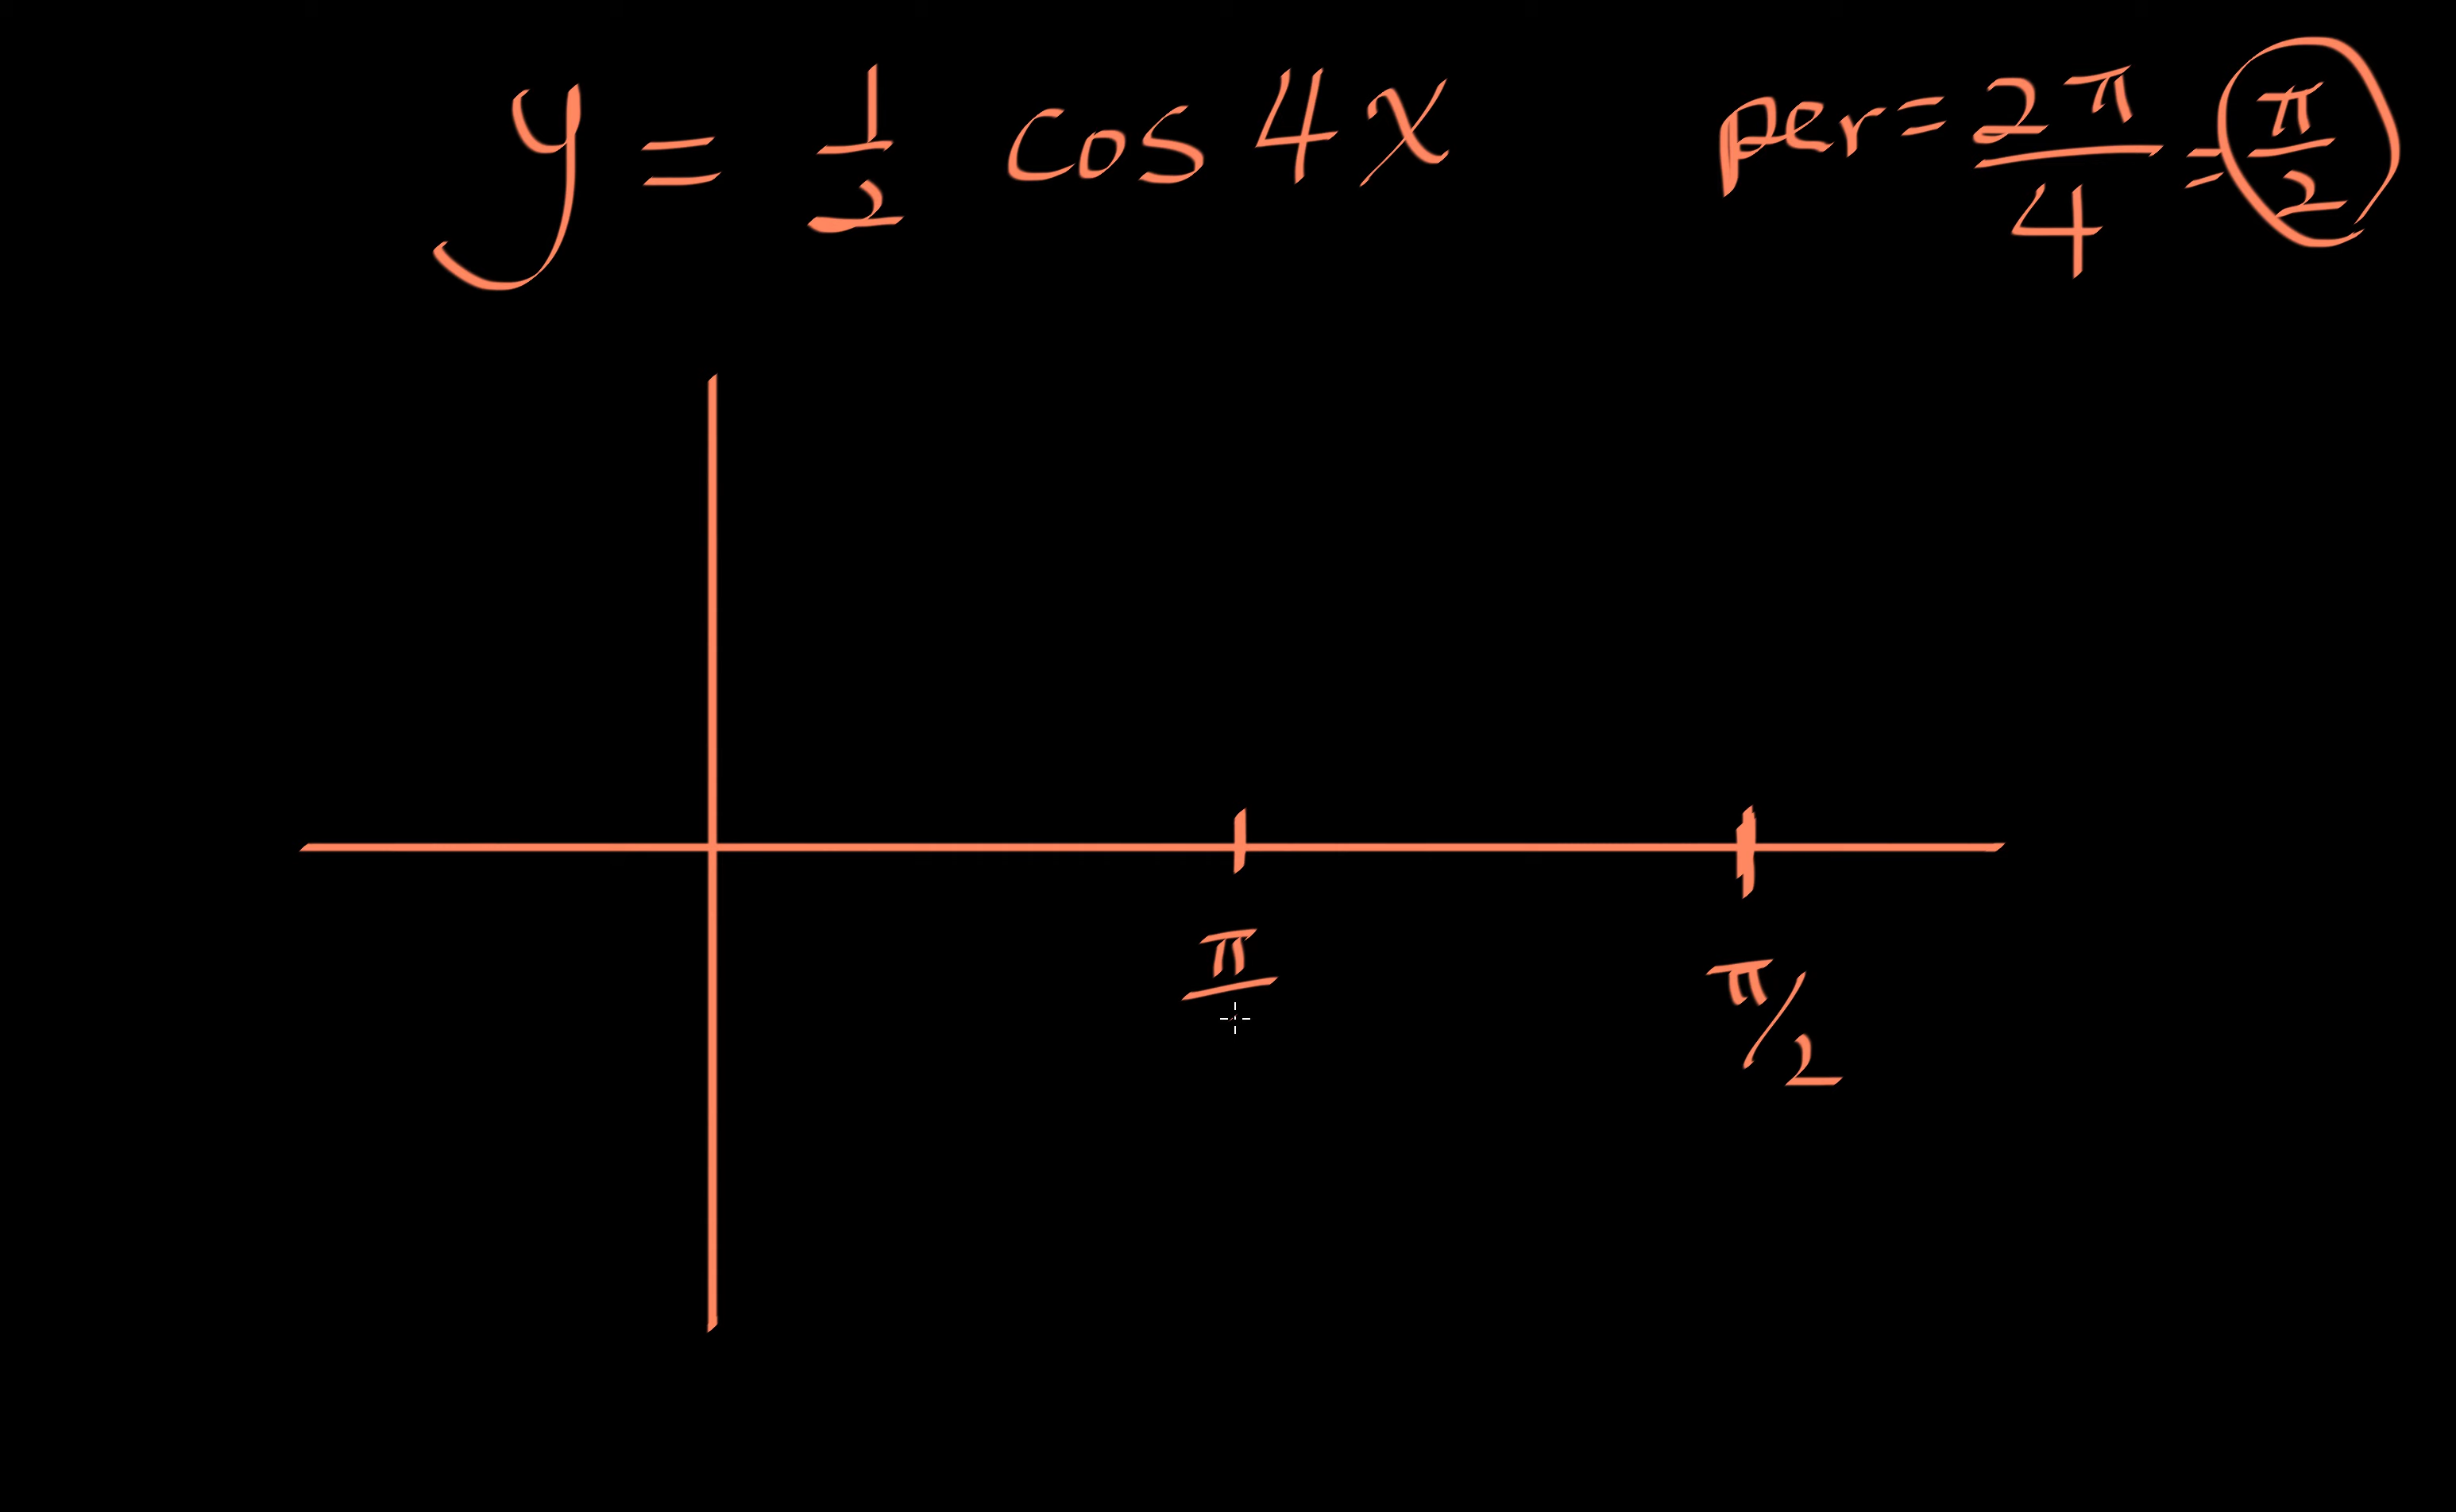 y = 1/2 cos 4x
per = 2π/4 = π/2
π/
π/2